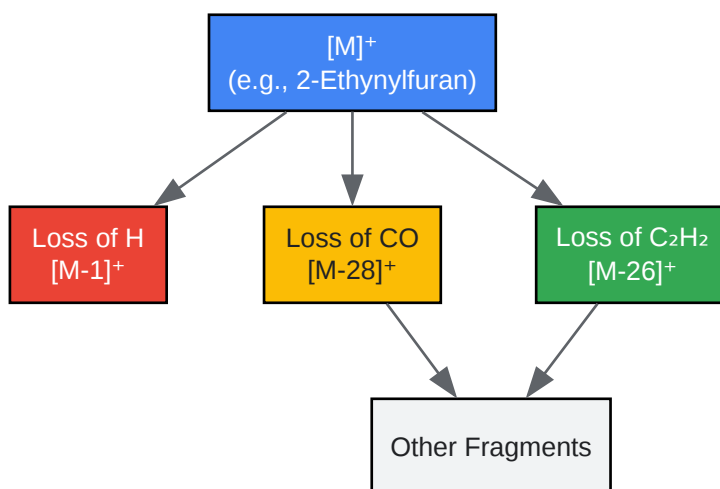 [M]⁺
(e.g., 2-Ethynylfuran)
Loss of H
[M-1]⁺
Loss of CO
[M-28]⁺
Loss of C₂H₂
[M-26]⁺
Other Fragments